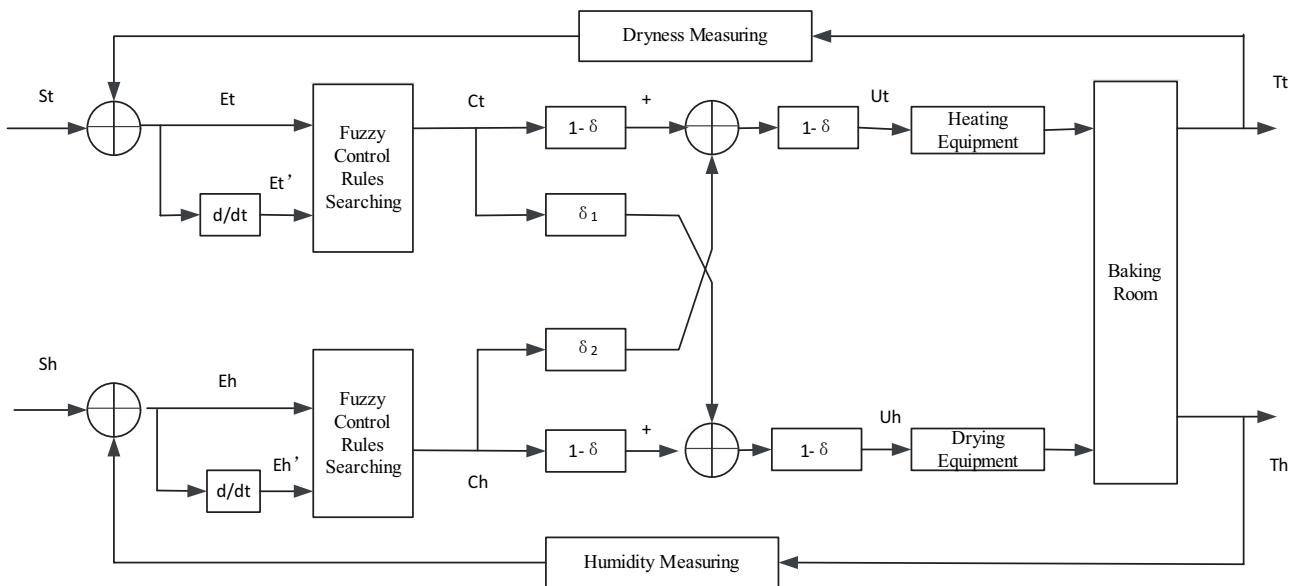 Dryness Measuring
St
Et
Ct
+
Ut
Tt
Fuzzy
Control
Rules
Searching
1- δ
1- δ
Heating
Equipment
Et’
d/dt
δ 1
Baking
Room
δ 2
Sh
Eh
Fuzzy
Control
Rules
Searching
+
Uh
1- δ
1- δ
Drying
Equipment
Eh’
d/dt
Ch
Th
Humidity Measuring